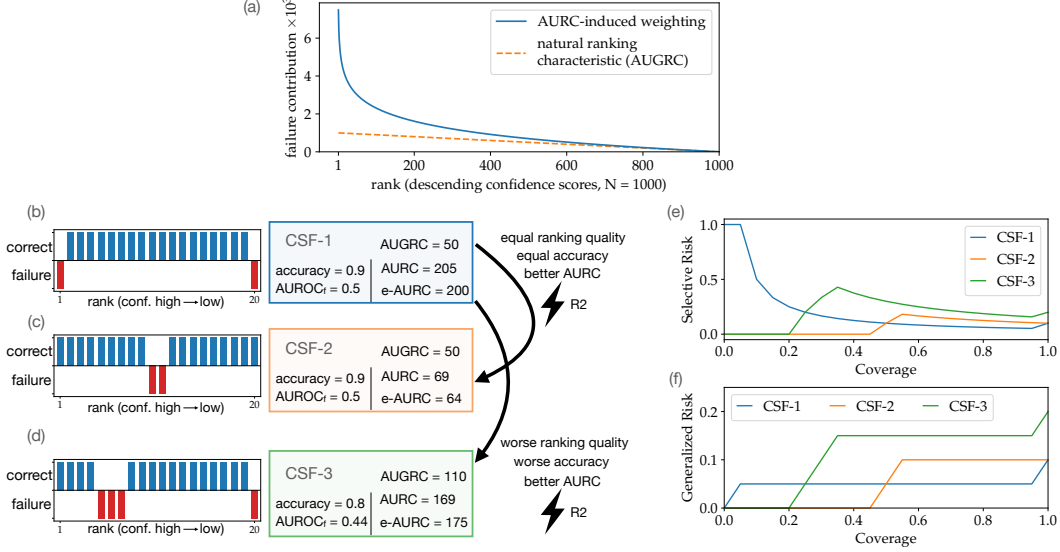 (a)
failure contribution ×10⁻³
6
4
2
0
AURC-induced weighting
natural ranking
characteristic (AUGRC)
1
200
400
600
800
1000
rank (descending confidence scores, N = 1000)
(b)
correct
failure
1
20
rank (conf. high → low)
CSF-1
accuracy = 0.9
AUROCf = 0.5
AUGRC = 50
AURC = 205
e-AURC = 200
equal ranking quality
equal accuracy
better AURC
R2
(c)
correct
failure
1
20
rank (conf. high → low)
CSF-2
accuracy = 0.9
AUROCf = 0.5
AUGRC = 50
AURC = 69
e-AURC = 64
(d)
correct
failure
1
20
rank (conf. high → low)
CSF-3
accuracy = 0.8
AUROCf = 0.44
AUGRC = 110
AURC = 169
e-AURC = 175
worse ranking quality
worse accuracy
better AURC
R2
(e)
Selective Risk
1.0
0.5
0.0
CSF-1
CSF-2
CSF-3
0.0
0.2
0.4
0.6
0.8
1.0
Coverage
(f)
Generalized Risk
0.2
0.1
0.0
CSF-1
CSF-2
CSF-3
0.0
0.2
0.4
0.6
0.8
1.0
Coverage